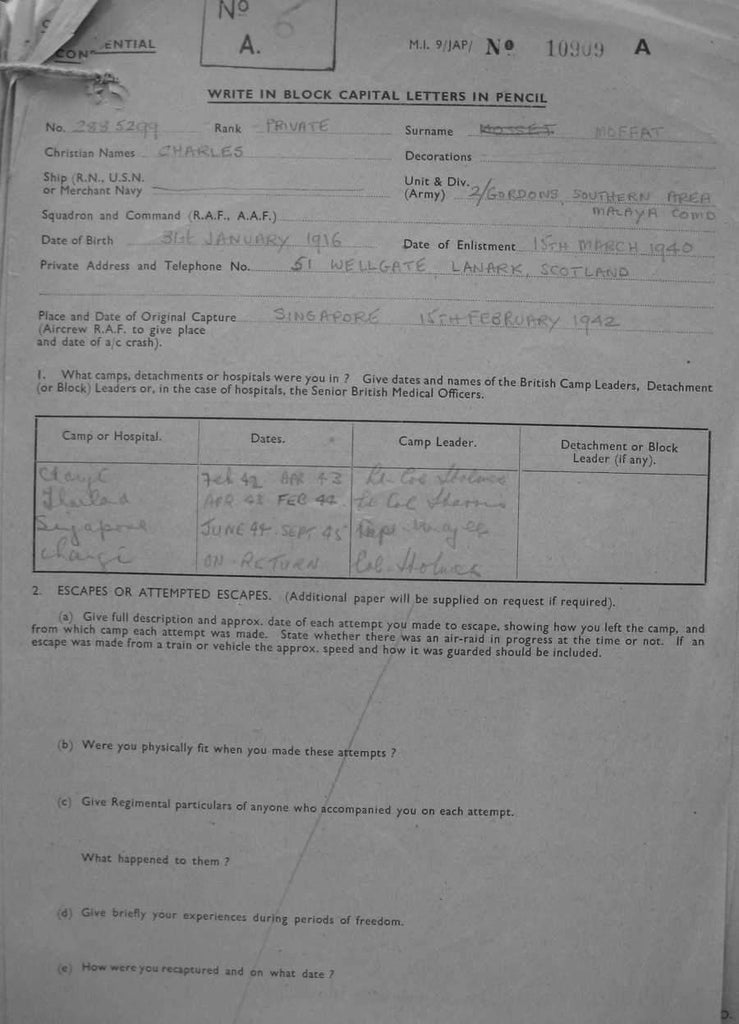 No
A.
CONFIDENTIAL
M.I. 9/JAP/ No 10909 A
WRITE IN BLOCK CAPITAL LETTERS IN PENCIL
No. 2885299 Rank PRIVATE Surname MOFFAT
Christian Names CHARLES Decorations
Ship (R.N., U.S.N. or Merchant Navy
Unit & Div. (Army) 2/GORDONS SOUTHERN AREA
MALAYA COMD
Squadron and Command (R.A.F., A.A.F.)
Date of Birth 31st JANUARY 1916 Date of Enlistment 15TH MARCH 1940
Private Address and Telephone No. 51 WELLGATE, LANARK, SCOTLAND
Place and Date of Original Capture SINGAPORE 15TH FEBRUARY 1942
(Aircrew R.A.F. to give place
and date of a/c crash).
1. What camps, detachments or hospitals were you in ? Give dates and names of the British Camp Leaders, Detachment
(or Block) Leaders or, in the case of hospitals, the Senior British Medical Officers.
Camp or Hospital. Dates. Camp Leader. Detachment or Block
Leader (if any).
Changi Feb 42 APR 43 Lt. Col Holmes
Thailand APR 43 FEB 44 Lt Col
Singapore JUNE 44 SEPT 45 Capt
Changi ON RETURN Col. Holmes
2. ESCAPES OR ATTEMPTED ESCAPES. (Additional paper will be supplied on request if required).
(a) Give full description and approx. date of each attempt you made to escape, showing how you left the camp, and
from which camp each attempt was made. State whether there was an air-raid in progress at the time or not. If an
escape was made from a train or vehicle the approx. speed and how it was guarded should be included.
(b) Were you physically fit when you made these attempts ?
(c) Give Regimental particulars of anyone who accompanied you on each attempt.
What happened to them ?
(d) Give briefly your experiences during periods of freedom.
(e) How were you recaptured and on what date ?